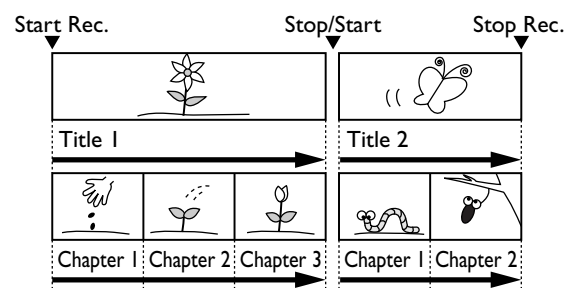 Start Rec. Stop/Start Stop Rec.
Title 1 Title 2
Chapter 1 Chapter 2 Chapter 3 Chapter 1 Chapter 2